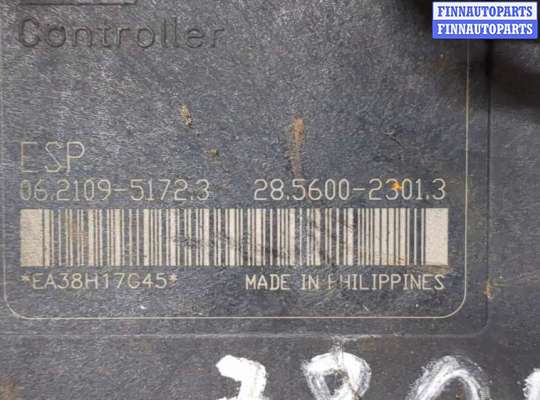 FINNAUTOPARTS
FINNAUTOPARTS
Controller
ESP
06.2109-5172.3 28.5600-2301.3
*EA38H17G45*
MADE IN PHILIPPINES